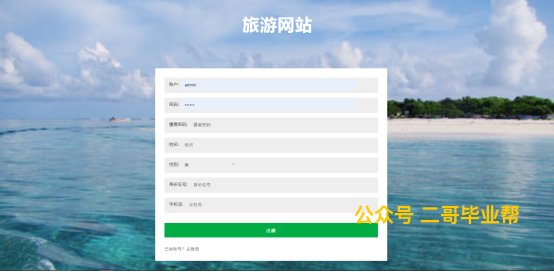 旅游网站
账户: admin
密码: ••••
重复密码: 重复密码
姓名: 姓名
性别: 女
身份证号: 身份证号
手机号: 手机号
公众号 二哥毕业帮
注册
已有账号? 去登录